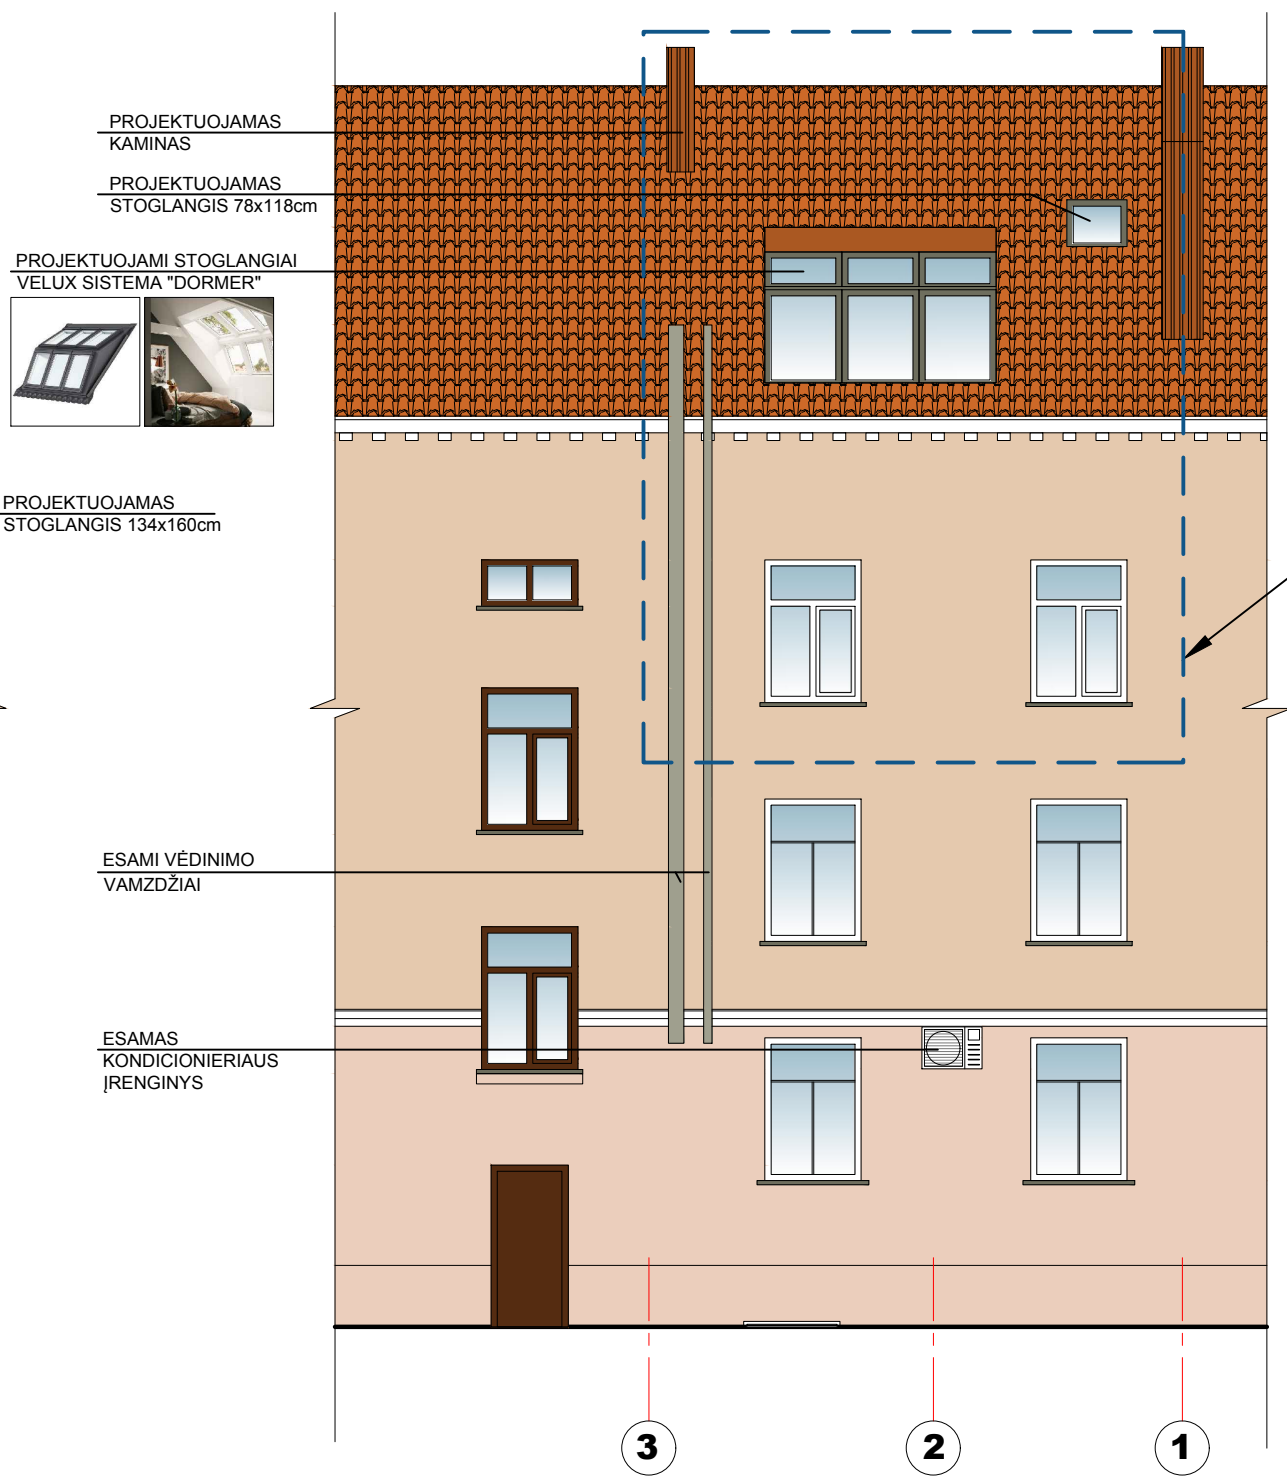 PROJEKTUOJAMAS
KAMINAS
PROJEKTUOJAMAS
STOGLANGIS 78x118cm
PROJEKTUOJAMI STOGLANGIAI
VELUX SISTEMA "DORMER"
PROJEKTUOJAMAS
STOGLANGIS 134x160cm
ESAMI VĖDINIMO
VAMZDŽIAI
ESAMAS
KONDICIONIERIAUS
ĮRENGINYS
3 2 1